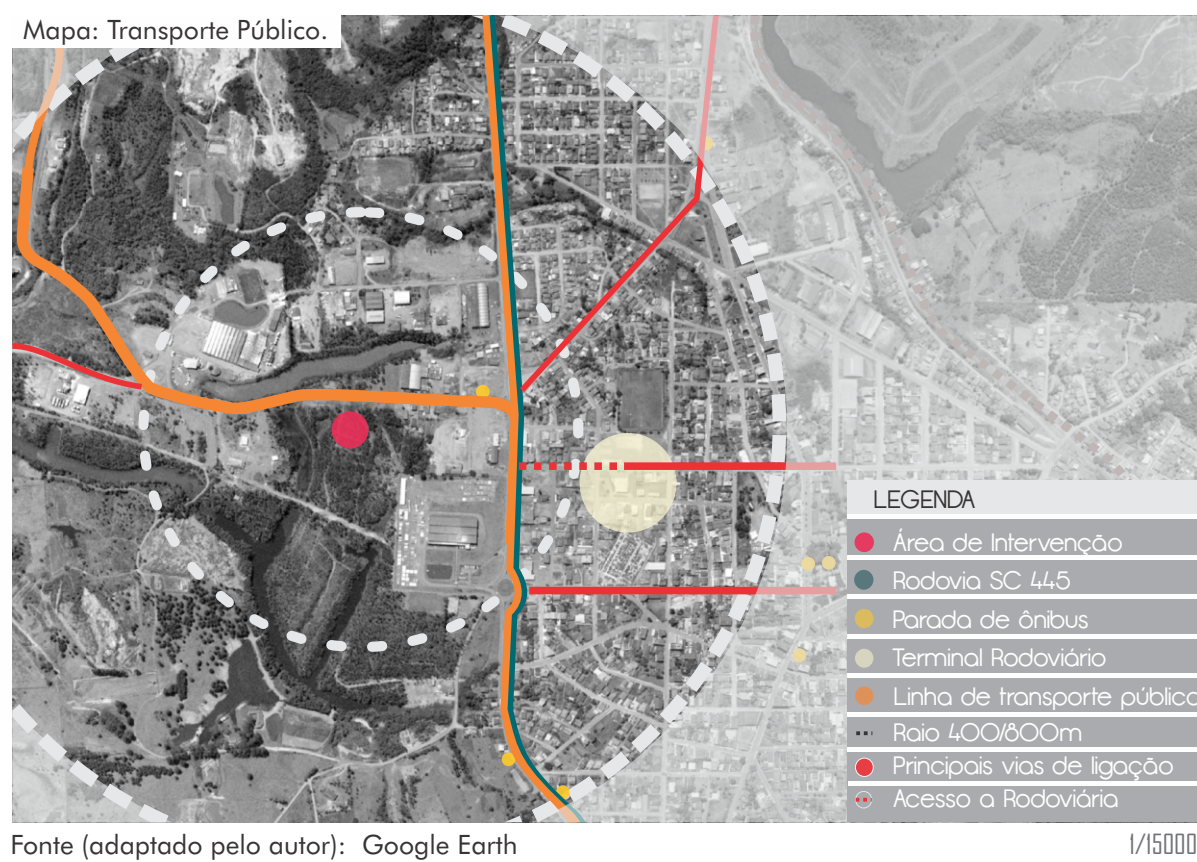 Mapa: Transporte Público.
LEGENDA
Área de Intervenção
Rodovia SC 445
Parada de ônibus
Terminal Rodoviário
Linha de transporte público
Raio 400/800m
Principais vias de ligação
Acesso a Rodoviária
Fonte (adaptado pelo autor): Google Earth
1/15000